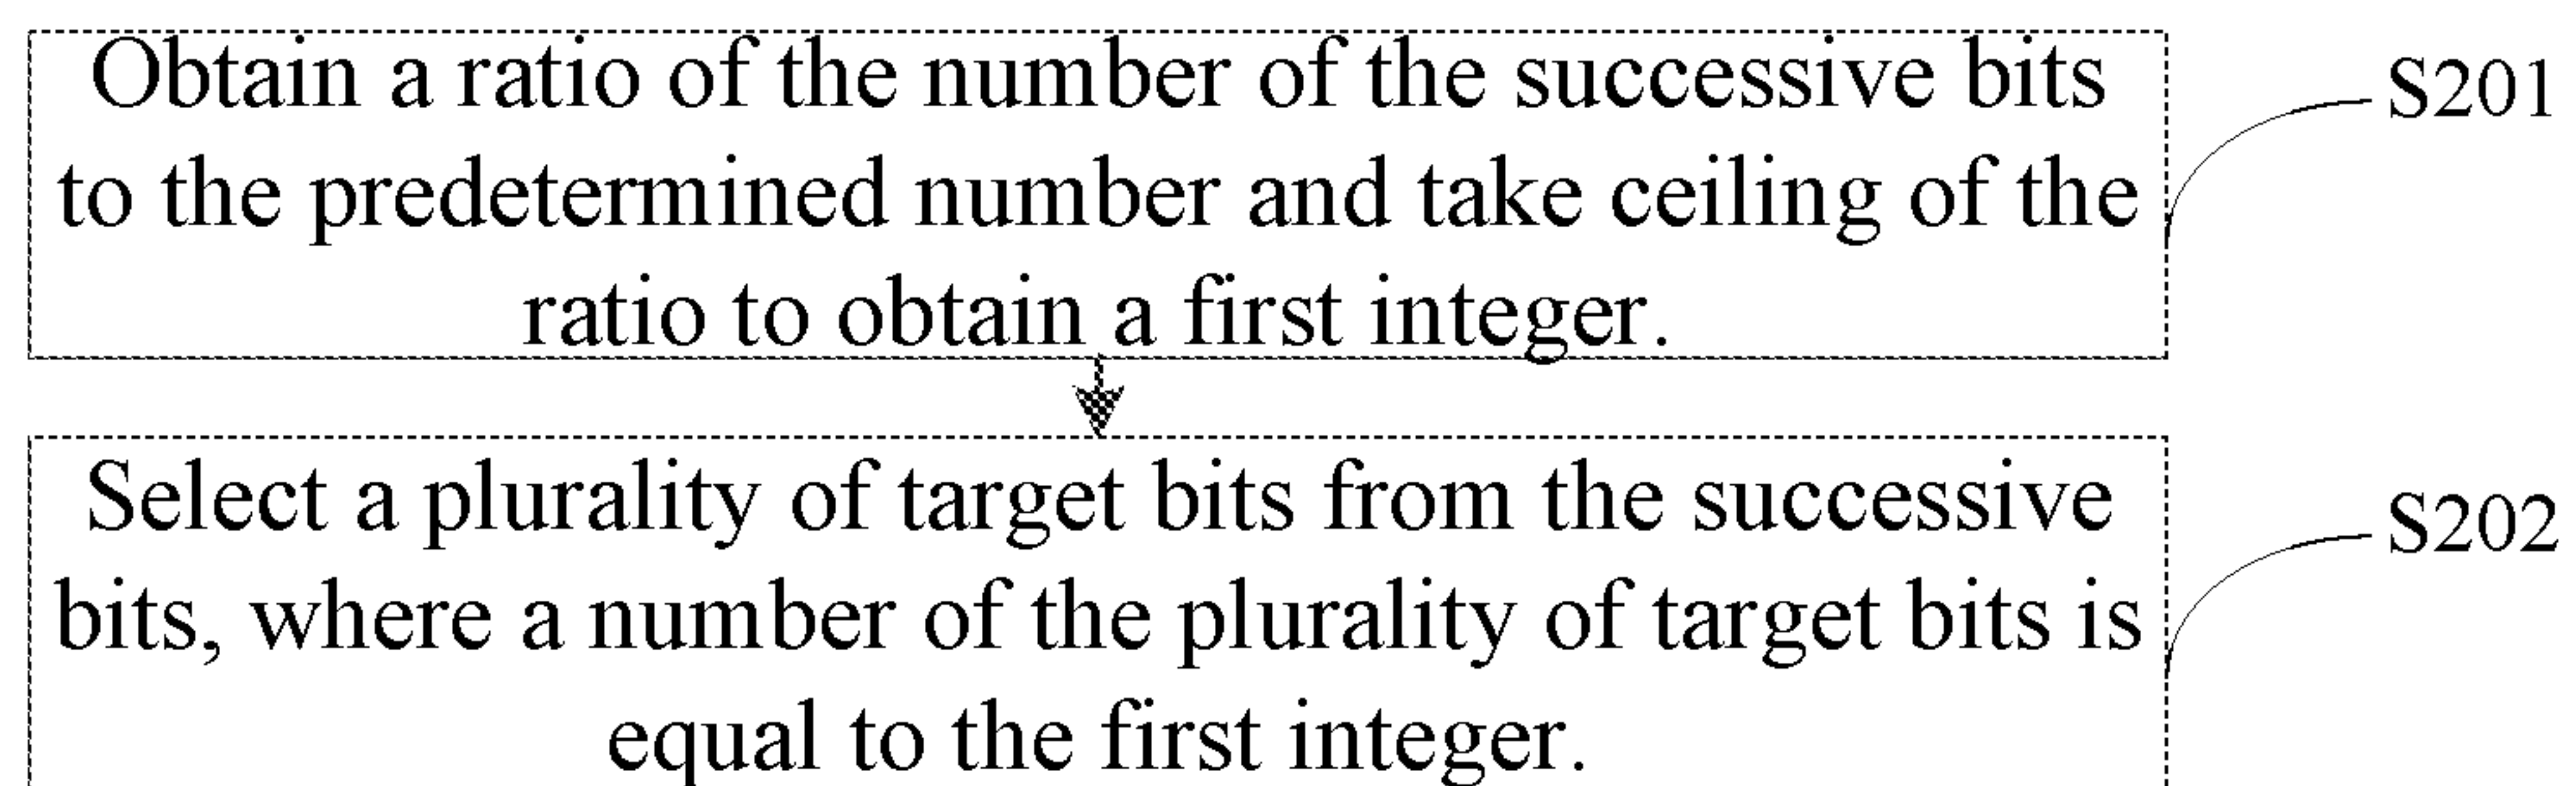 Obtain a ratio of the number of the successive bits
to the predetermined number and take ceiling of the
ratio to obtain a first integer.
S201
Select a plurality of target bits from the successive
bits, where a number of the plurality of target bits is
equal to the first integer.
S202